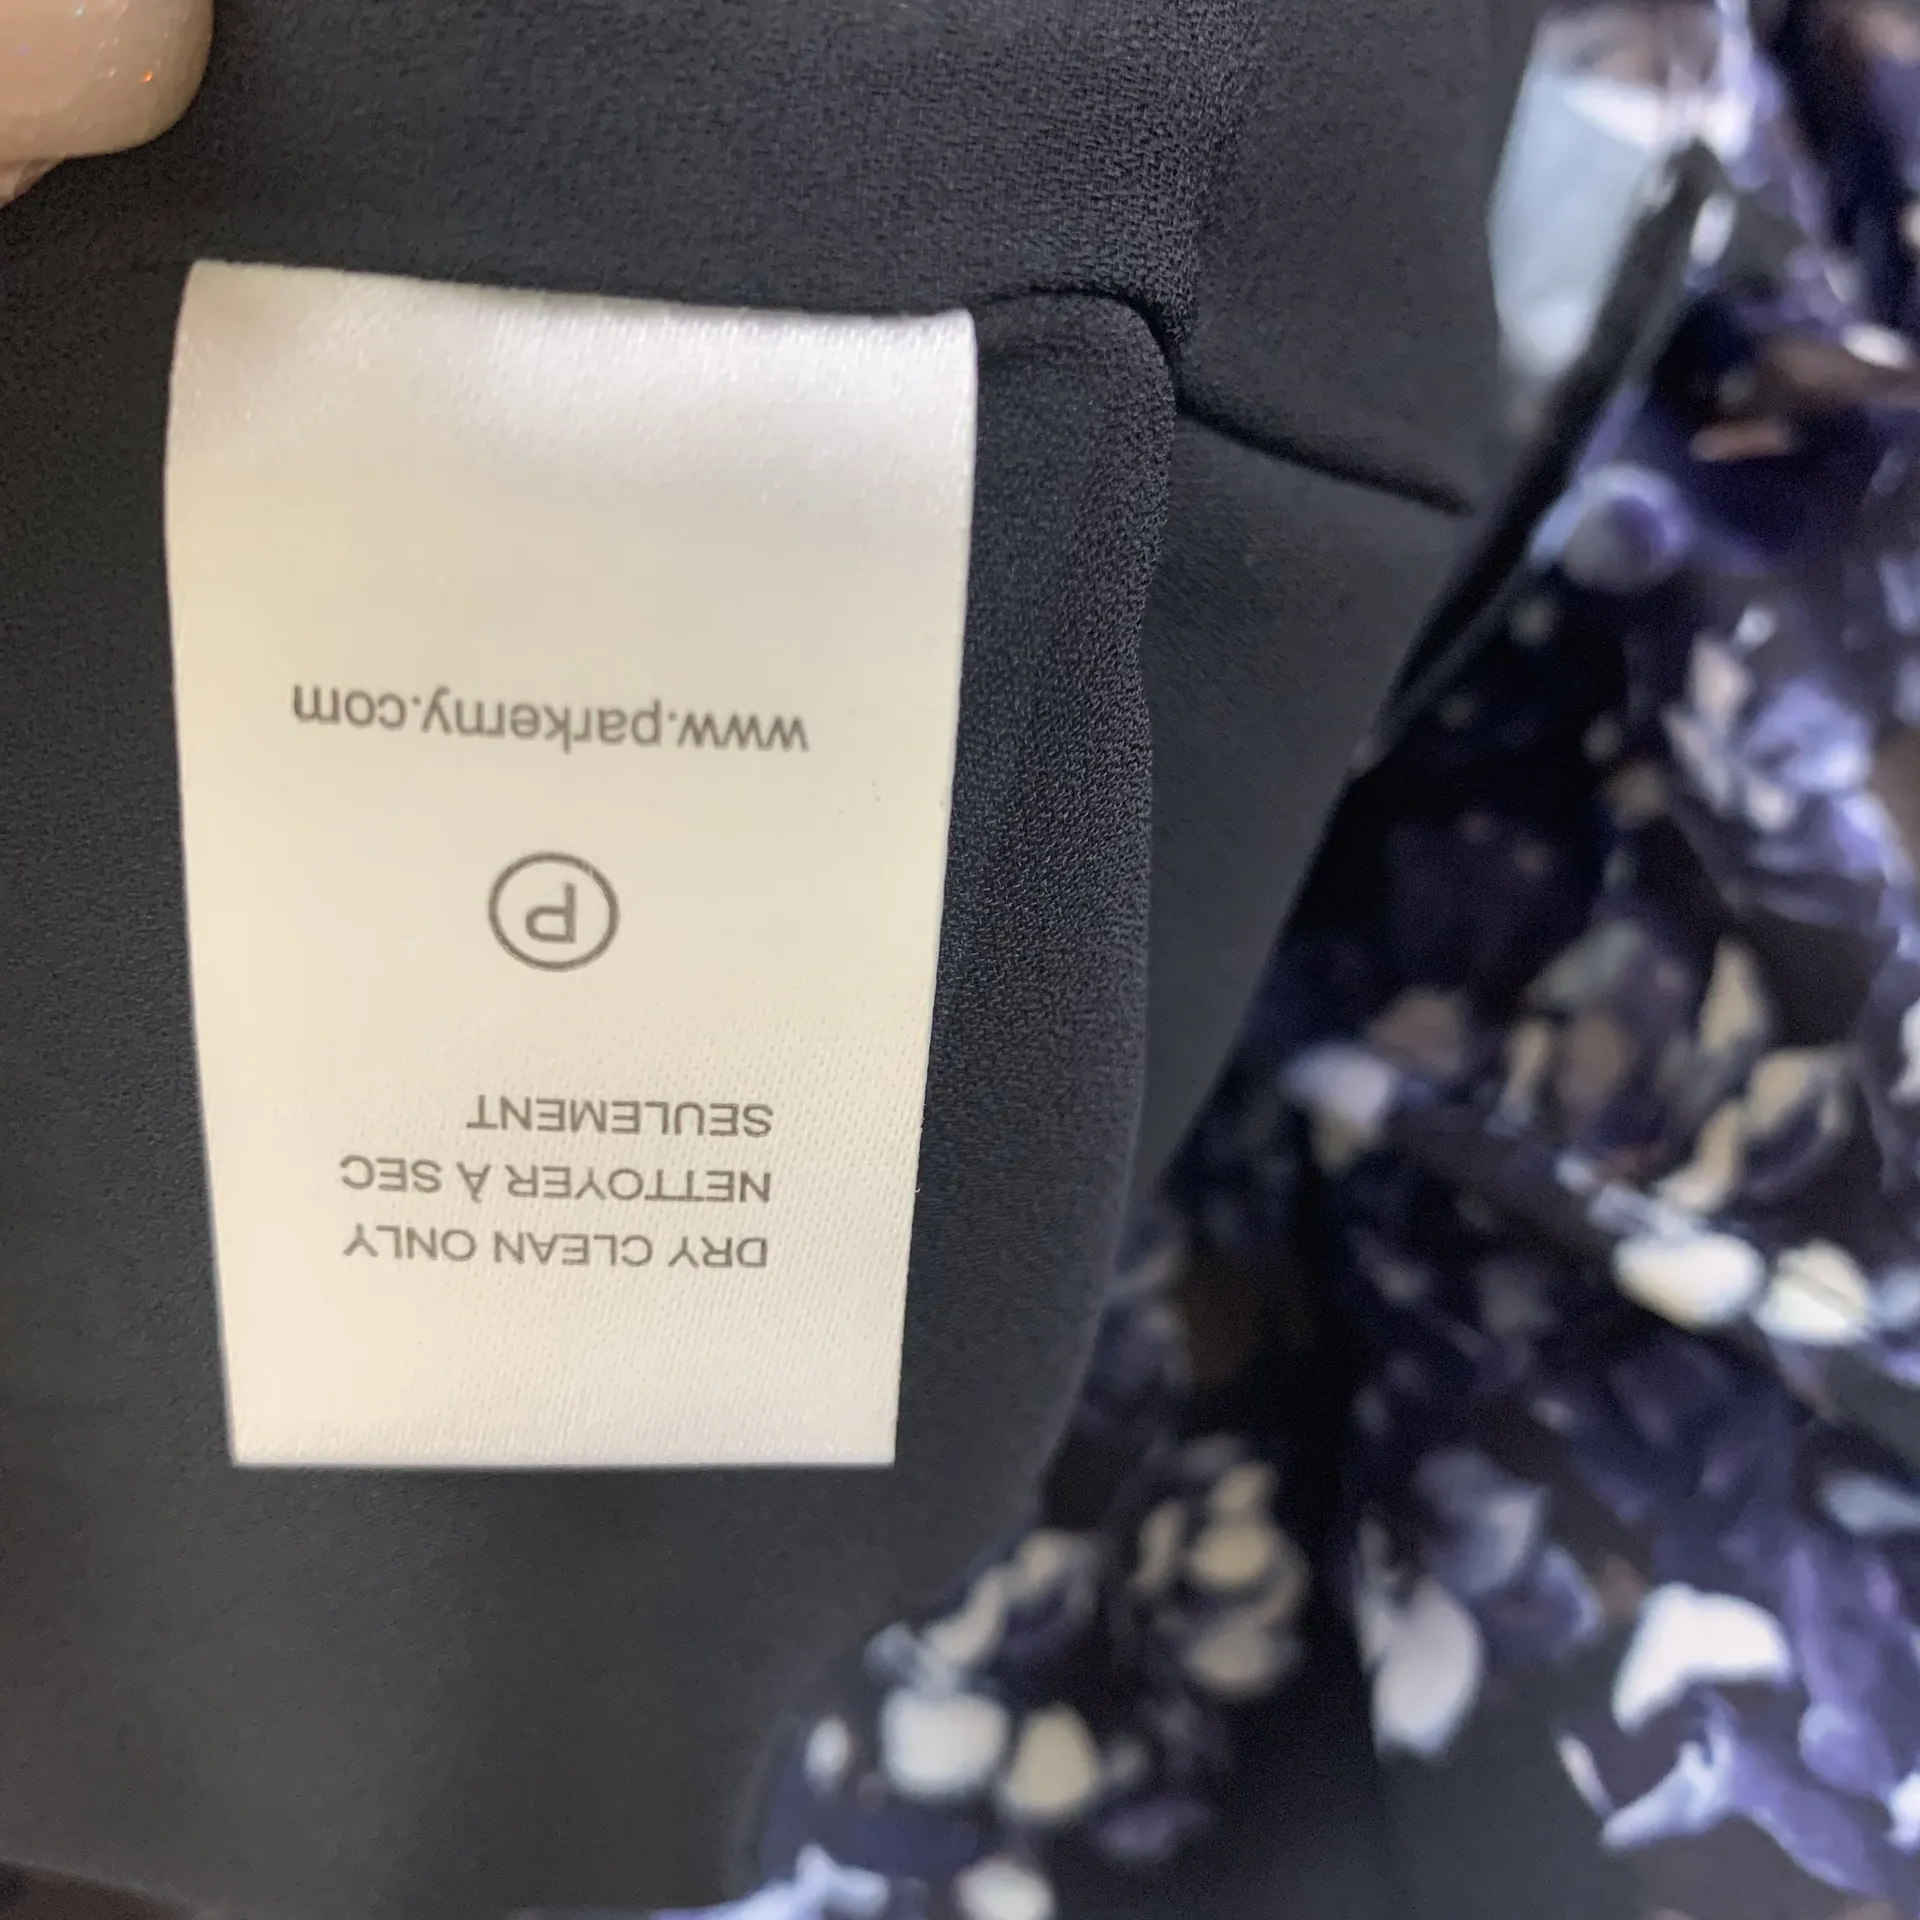 DRY CLEAN ONLY
NETTOYER À SEC
SEULEMENT
P
www.parkerny.com